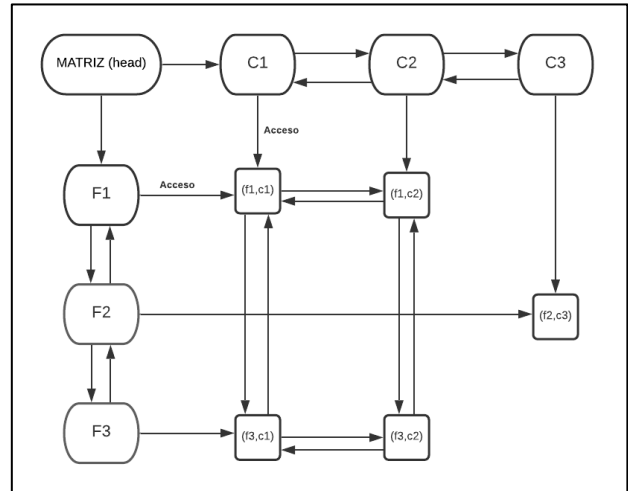 MATRIZ (head)
C1
C2
C3
Acceso
F1
Acceso
(f1,c1)
(f1,c2)
F2
(f2,c3)
F3
(f3,c1)
(f3,c2)